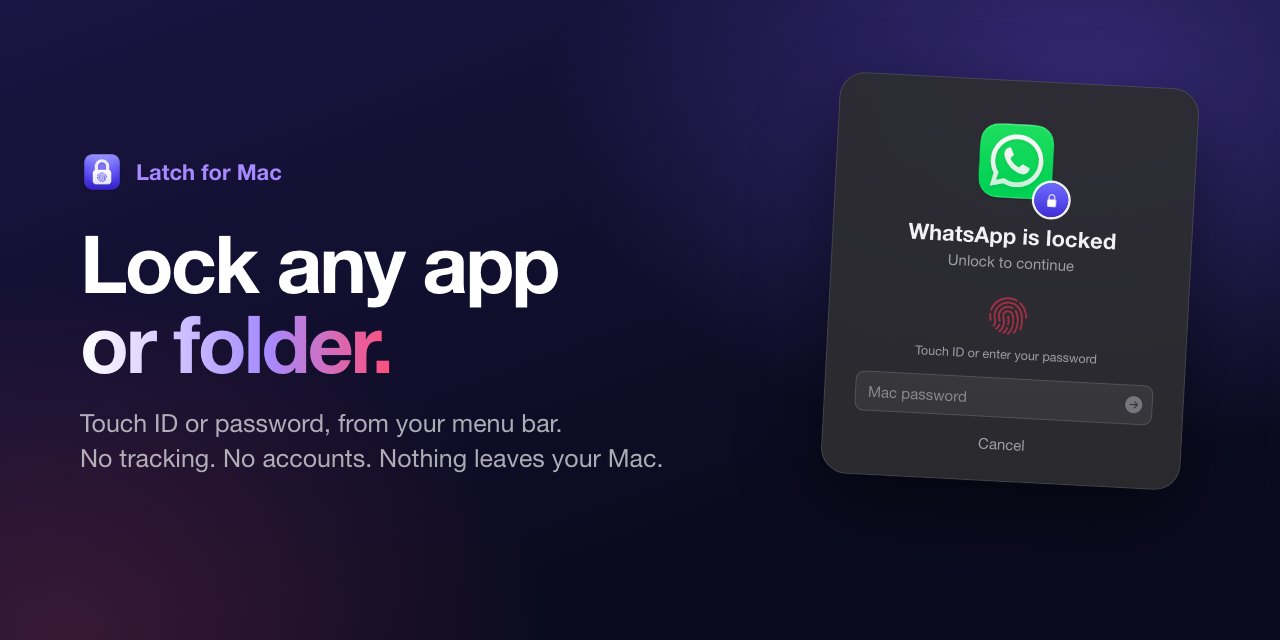 Latch for Mac
Lock any app
or folder.
Touch ID or password, from your menu bar.
No tracking. No accounts. Nothing leaves your Mac.
WhatsApp is locked
Unlock to continue
Touch ID or enter your password
Mac password
Cancel